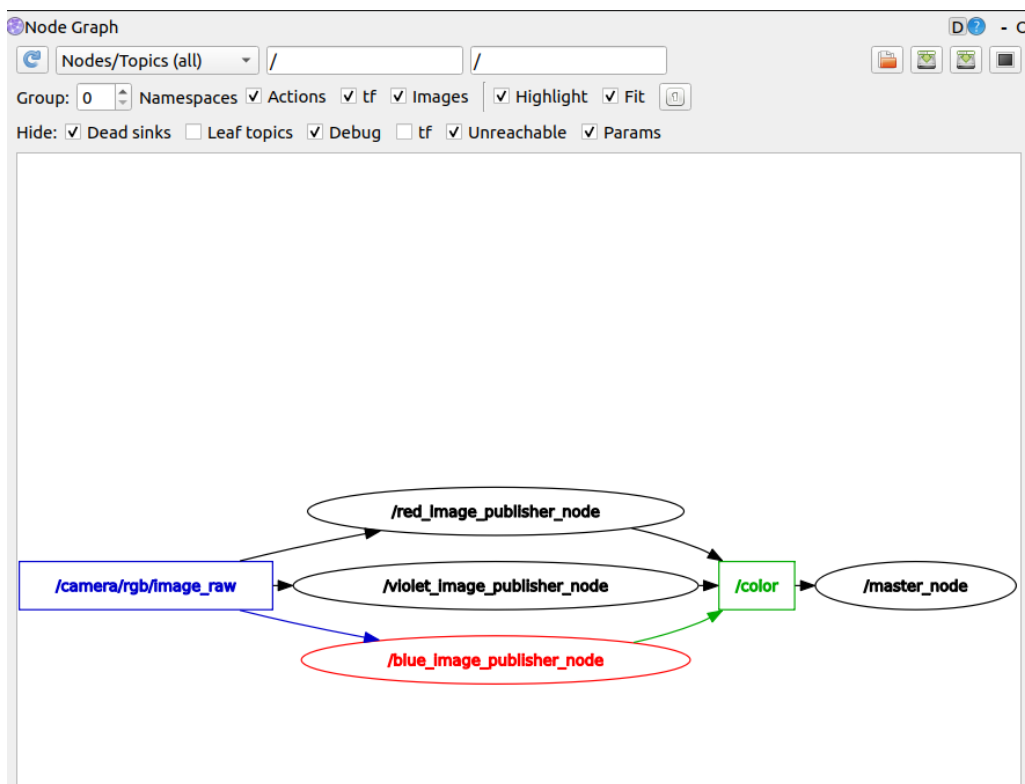 Node Graph D ? - C
Nodes/Topics (all) / /
Group: 0 Namespaces Actions tf Images Highlight Fit
Hide: Dead sinks Leaf topics Debug tf Unreachable Params
/red_image_publisher_node
/camera/rgb/image_raw /violet_image_publisher_node /color /master_node
/blue_image_publisher_node